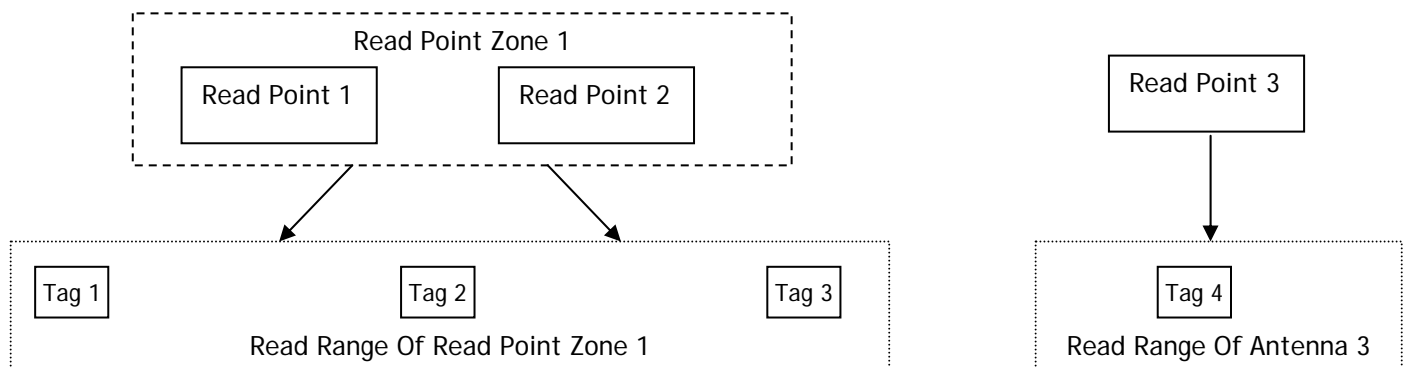 Read Point Zone 1
Read Point 1
Read Point 2
Read Point 3
Tag 1
Tag 2
Tag 3
Read Range Of Read Point Zone 1
Tag 4
Read Range Of Antenna 3